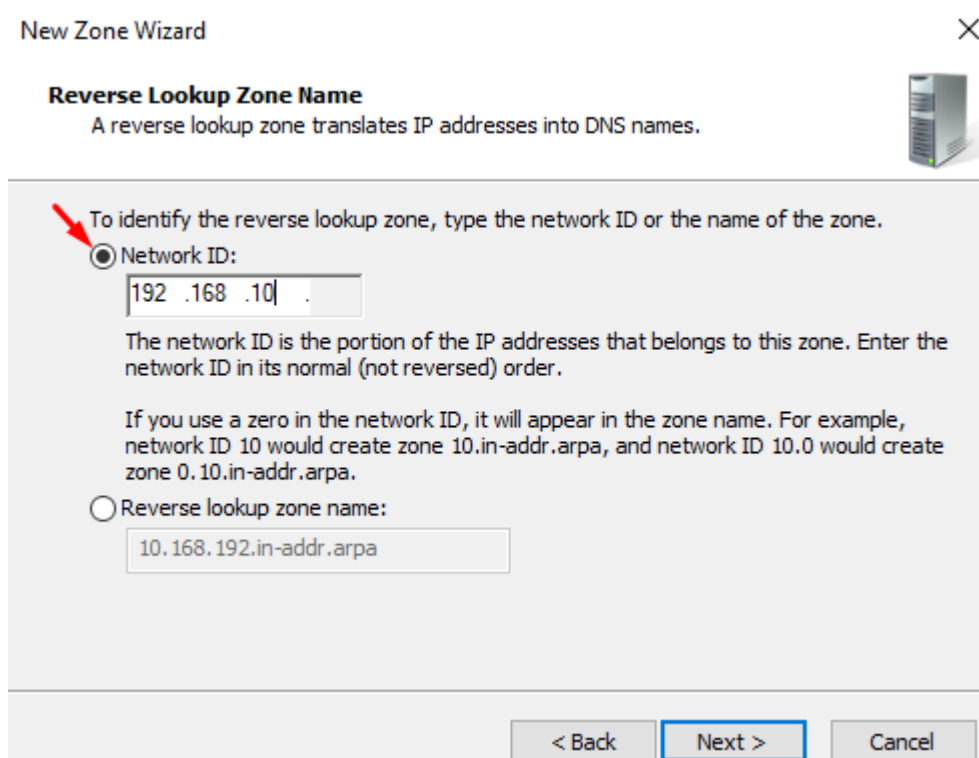 New Zone Wizard
Reverse Lookup Zone Name
A reverse lookup zone translates IP addresses into DNS names.
To identify the reverse lookup zone, type the network ID or the name of the zone.
Network ID:
192 .168 .10 .
The network ID is the portion of the IP addresses that belongs to this zone. Enter the
network ID in its normal (not reversed) order.
If you use a zero in the network ID, it will appear in the zone name. For example,
network ID 10 would create zone 10.in-addr.arpa, and network ID 10.0 would create
zone 0.10.in-addr.arpa.
Reverse lookup zone name:
10.168.192.in-addr.arpa
< Back Next > Cancel